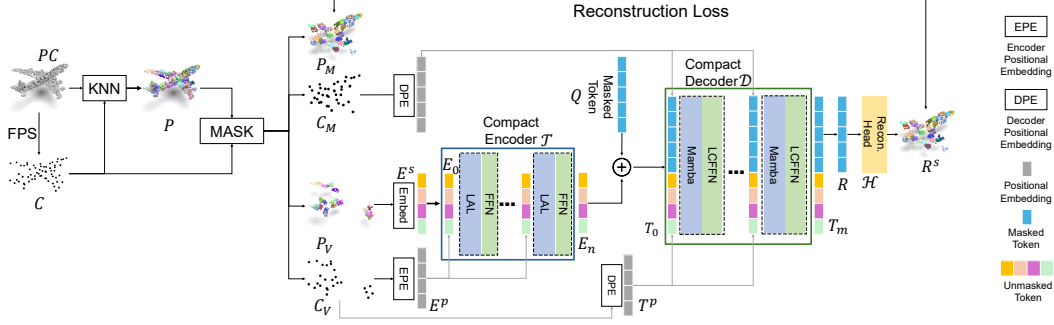 Reconstruction Loss
PC
KNN
P
FPS
C
MASK
P_M
C_M
DPE
P_V
C_V
Embed
EPE
E^s
E^p
Compact
Encoder 𝒯
E_0
LAL
FFN
LAL
FFN
E_n
Q
Masked
Token
DPE
T^p
Compact
Decoder 𝒟
T_0
Mamba
LCFFN
Mamba
LCFFN
T_m
R
Recon.
Head
ℋ
R^s
EPE
Encoder
Positional
Embedding
DPE
Decoder
Positional
Embedding
Positional
Embedding
Masked
Token
Unmasked
Token